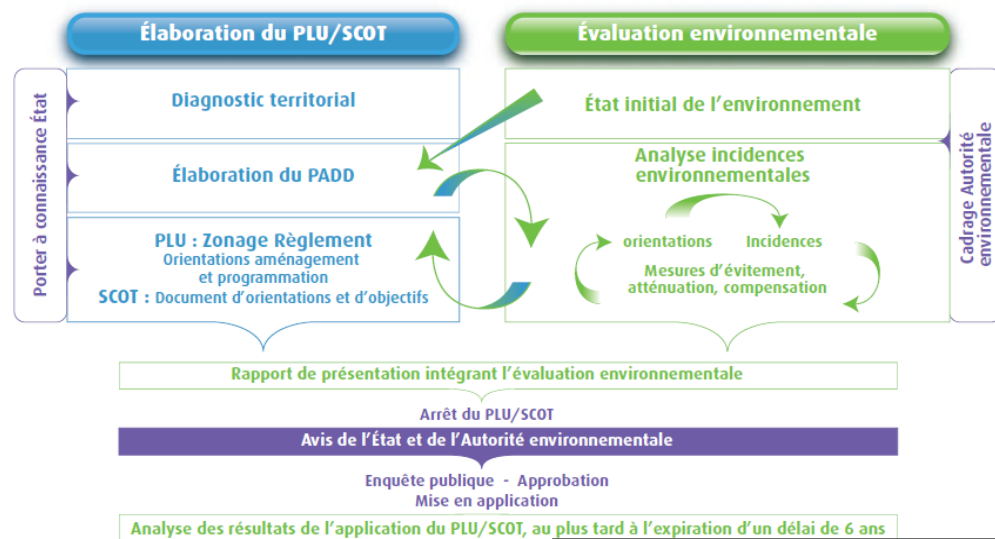 Élaboration du PLU/SCOT
Évaluation environnementale
Porter à connaissance État
Diagnostic territorial
État initial de l'environnement
Cadrage Autorité
environnementale
Élaboration du PADD
Analyse incidences
environnementales
PLU : Zonage Règlement
Orientations aménagement
et programmation
SCOT : Document d'orientations et d'objectifs
orientations
Incidences
Mesures d'évitement,
atténuation, compensation
Rapport de présentation intégrant l'évaluation environnementale
Arrêt du PLU/SCOT
Avis de l'État et de l'Autorité environnementale
Enquête publique - Approbation
Mise en application
Analyse des résultats de l'application du PLU/SCOT, au plus tard à l'expiration d'un délai de 6 ans